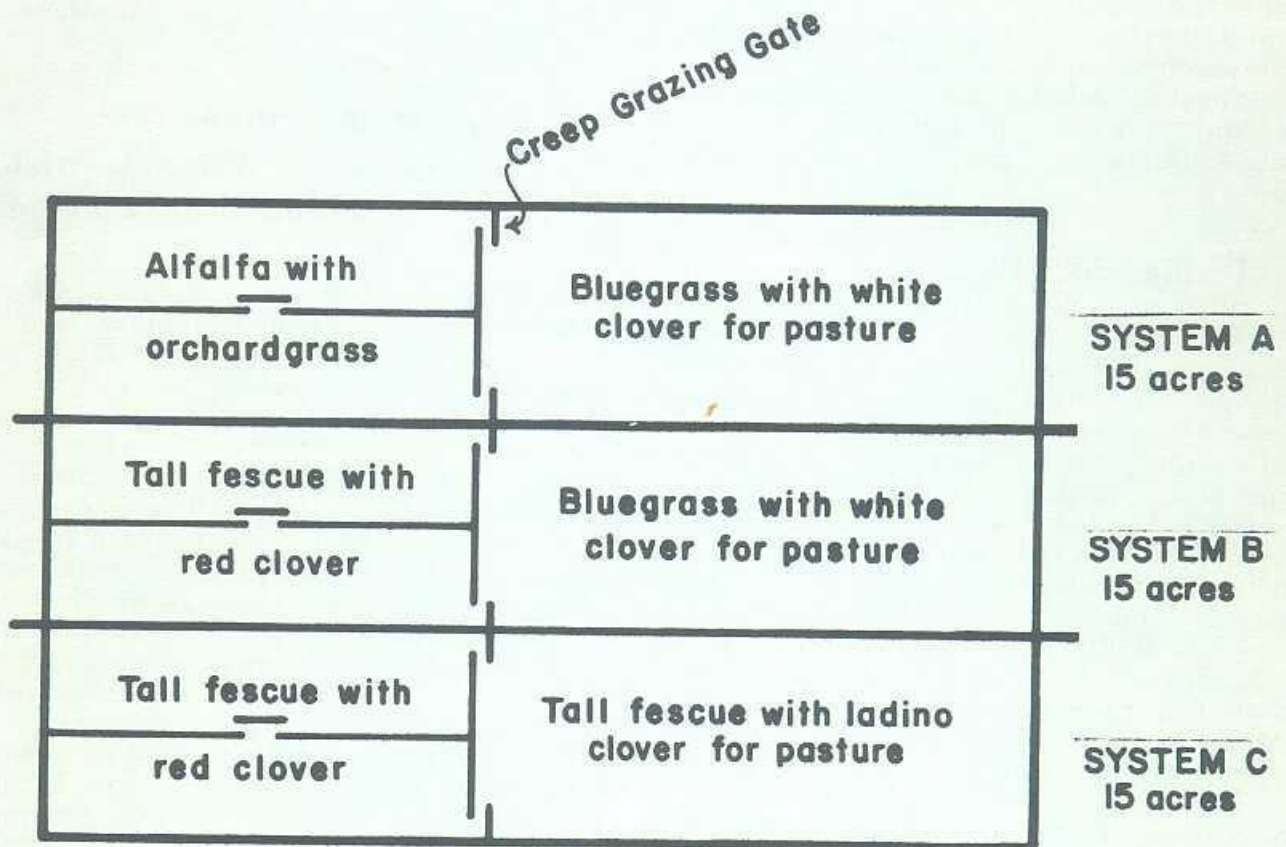 Creep Grazing Gate
Alfalfa with
orchardgrass
Bluegrass with white
clover for pasture
SYSTEM A
15 acres
Tall fescue with
red clover
Bluegrass with white
clover for pasture
SYSTEM B
15 acres
Tall fescue with
red clover
Tall fescue with ladino
clover for pasture
SYSTEM C
15 acres